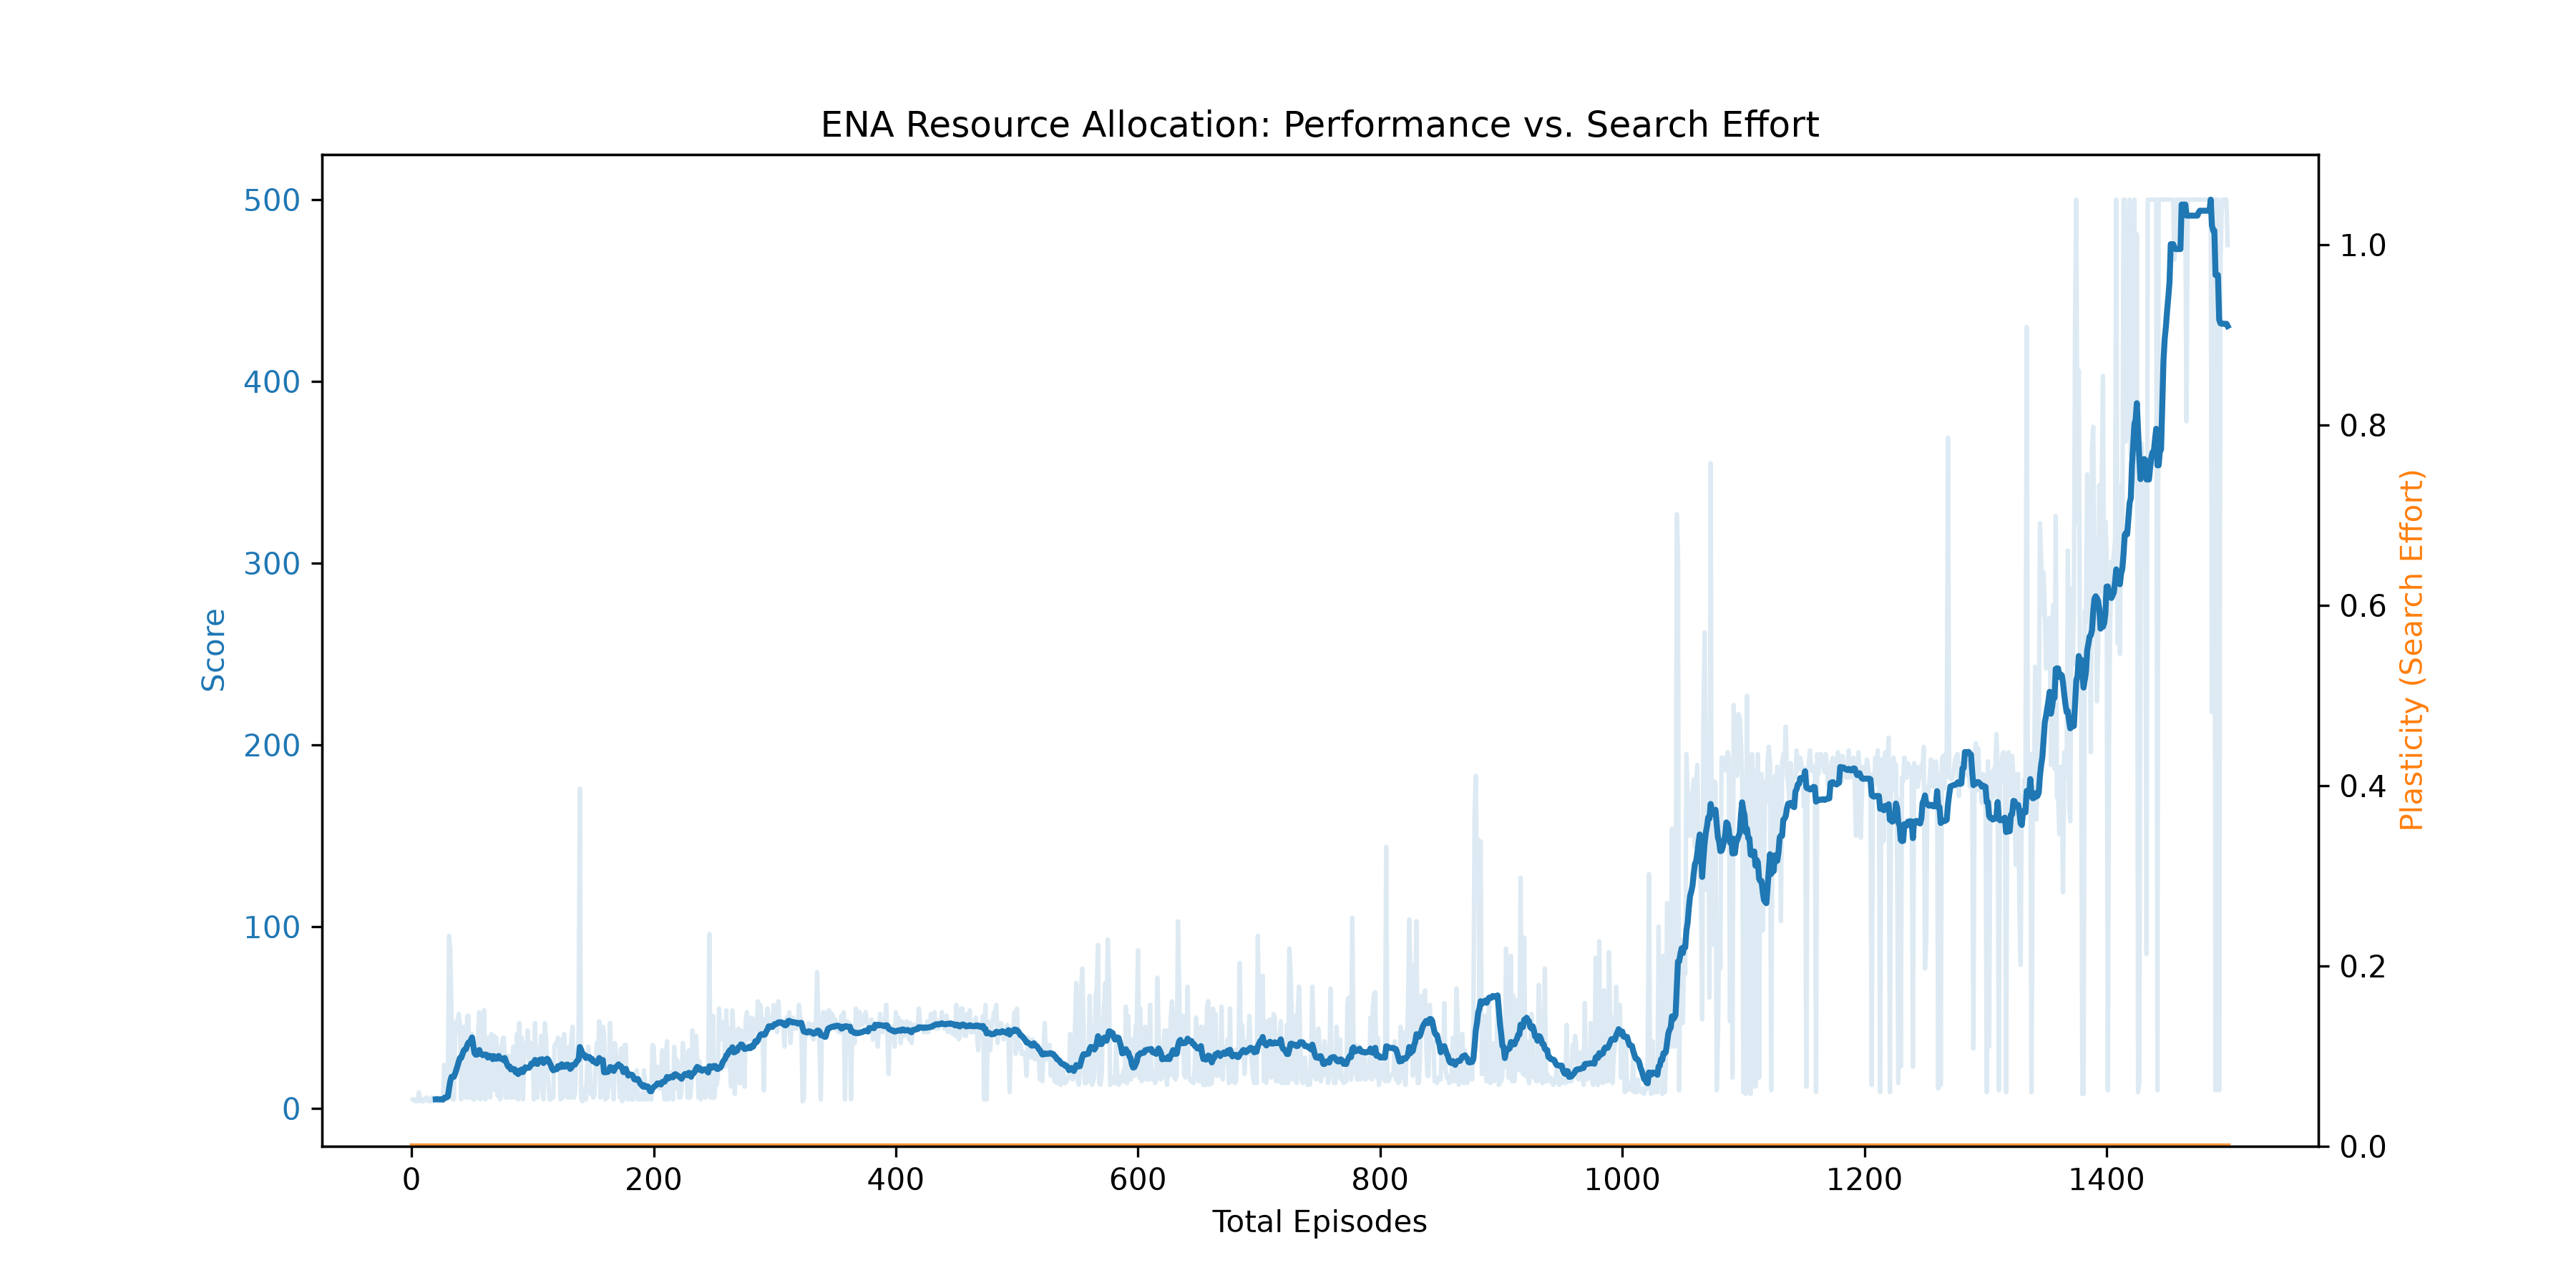 ENA Resource Allocation: Performance vs. Search Effort
500
400
300
200
100
0
Score
1.0
0.8
0.6
0.4
0.2
0.0
Plasticity (Search Effort)
0 200 400 600 800 1000 1200 1400
Total Episodes